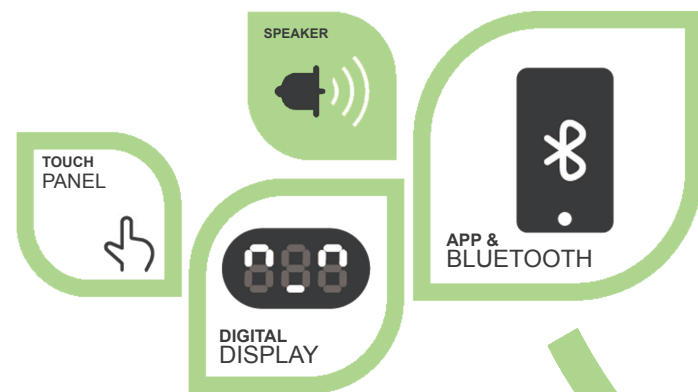 SPEAKER
TOUCH
PANEL
APP &
BLUETOOTH
DIGITAL
DISPLAY